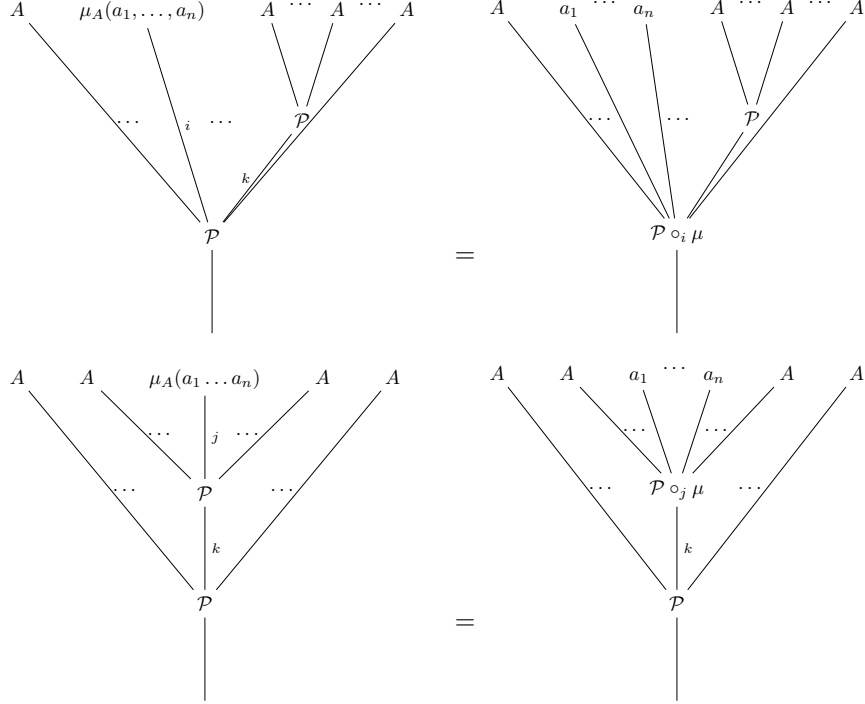 A μ_A(a_1, . . . , a_n) A · · · A · · · A A a_1 · · · a_n A · · · A · · · A
· · · i · · · P · · · · · · P
k
P = P ∘_i μ
A A μ_A(a_1 . . . a_n) A A A A a_1 · · · a_n A A
· · · j · · · · · · · · ·
· · · P · · · · · · P ∘_j μ · · ·
k k
P P
=